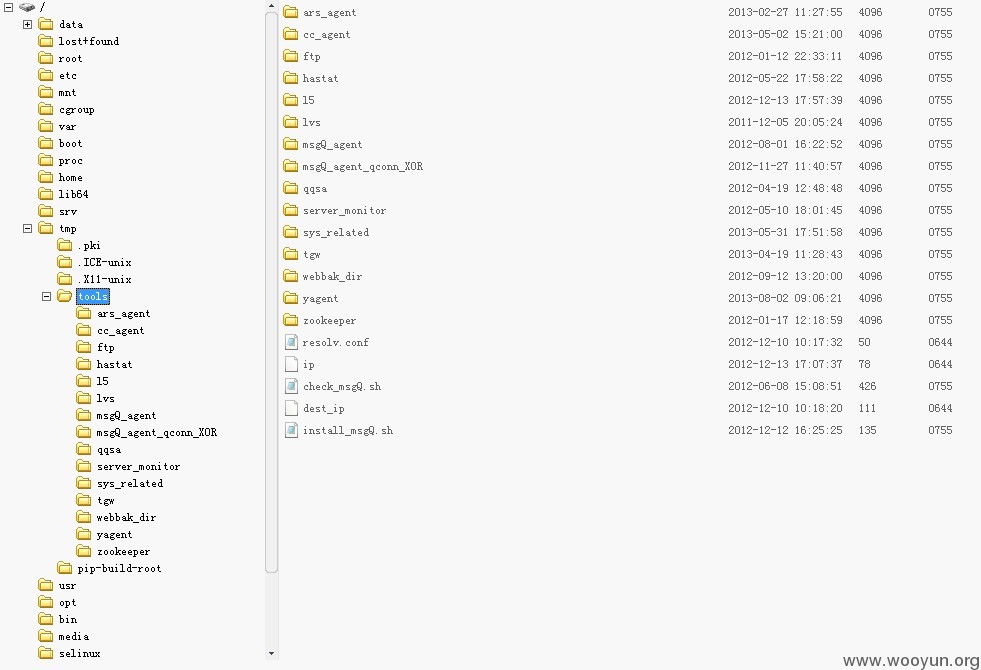 /
data
lost+found
root
etc
mnt
cgroup
var
boot
proc
home
lib64
srv
tmp
.pki
.ICE-unix
.X11-unix
tools
ars_agent
cc_agent
ftp
hastat
l5
lvs
msgQ_agent
msgQ_agent_qconn_XOR
qqsa
server_monitor
sys_related
tgw
webbak_dir
yagent
zookeeper
pip-build-root
usr
opt
bin
media
selinux
ars_agent 2013-02-27 11:27:55 4096 0755
cc_agent 2013-05-02 15:21:00 4096 0755
ftp 2012-01-12 22:33:11 4096 0755
hastat 2012-05-22 17:58:22 4096 0755
l5 2012-12-13 17:57:39 4096 0755
lvs 2011-12-05 20:05:24 4096 0755
msgQ_agent 2012-08-01 16:22:52 4096 0755
msgQ_agent_qconn_XOR 2012-11-27 11:40:57 4096 0755
qqsa 2012-04-19 12:48:48 4096 0755
server_monitor 2012-05-10 18:01:45 4096 0755
sys_related 2013-05-31 17:51:58 4096 0755
tgw 2013-04-19 11:28:43 4096 0755
webbak_dir 2012-09-12 13:20:00 4096 0755
yagent 2013-08-02 09:06:21 4096 0755
zookeeper 2012-01-17 12:18:59 4096 0755
resolv.conf 2012-12-10 10:17:32 50 0644
ip 2012-12-13 17:07:37 78 0644
check_msgQ.sh 2012-06-08 15:08:51 426 0755
dest_ip 2012-12-10 10:18:20 111 0644
install_msgQ.sh 2012-12-12 16:25:25 135 0755
www.wooyun.org